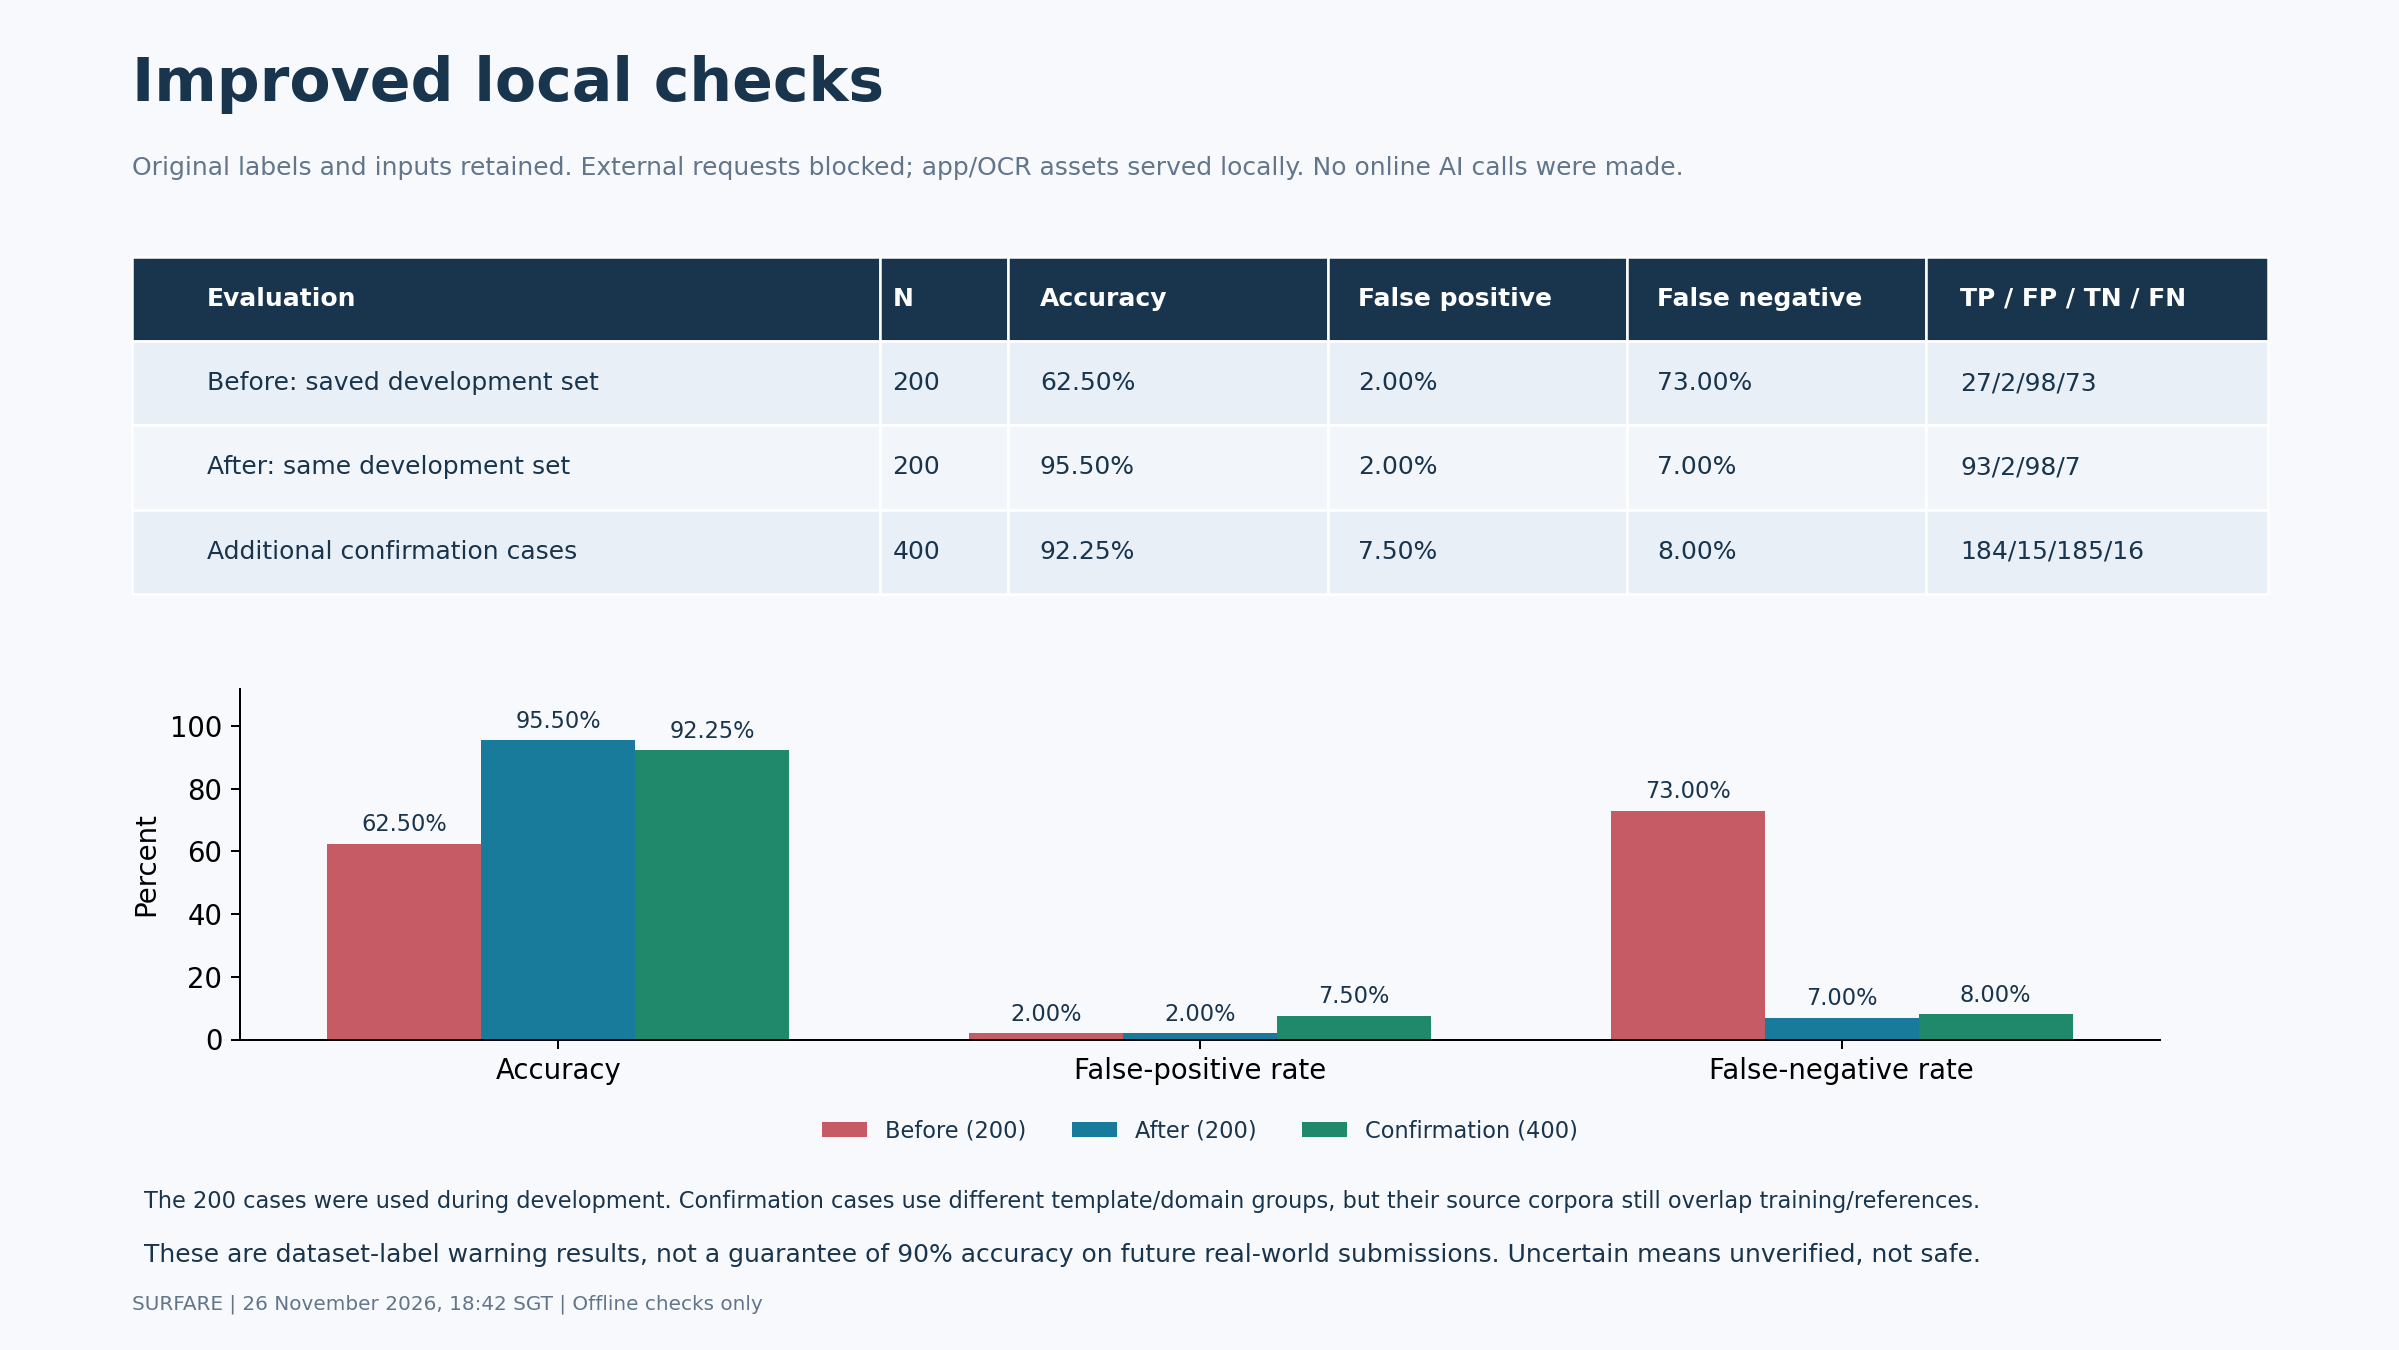 Improved local checks
Original labels and inputs retained. External requests blocked; app/OCR assets served locally. No online AI calls were made.
Evaluation N Accuracy False positive False negative TP / FP / TN / FN
Before: saved development set 200 62.50% 2.00% 73.00% 27/2/98/73
After: same development set 200 95.50% 2.00% 7.00% 93/2/98/7
Additional confirmation cases 400 92.25% 7.50% 8.00% 184/15/185/16
Percent
100
80
60
40
20
0
62.50%
95.50%
92.25%
2.00%
2.00%
7.50%
73.00%
7.00%
8.00%
Accuracy False-positive rate False-negative rate
Before (200) After (200) Confirmation (400)
The 200 cases were used during development. Confirmation cases use different template/domain groups, but their source corpora still overlap training/references.
These are dataset-label warning results, not a guarantee of 90% accuracy on future real-world submissions. Uncertain means unverified, not safe.
SURFARE | 26 November 2026, 18:42 SGT | Offline checks only